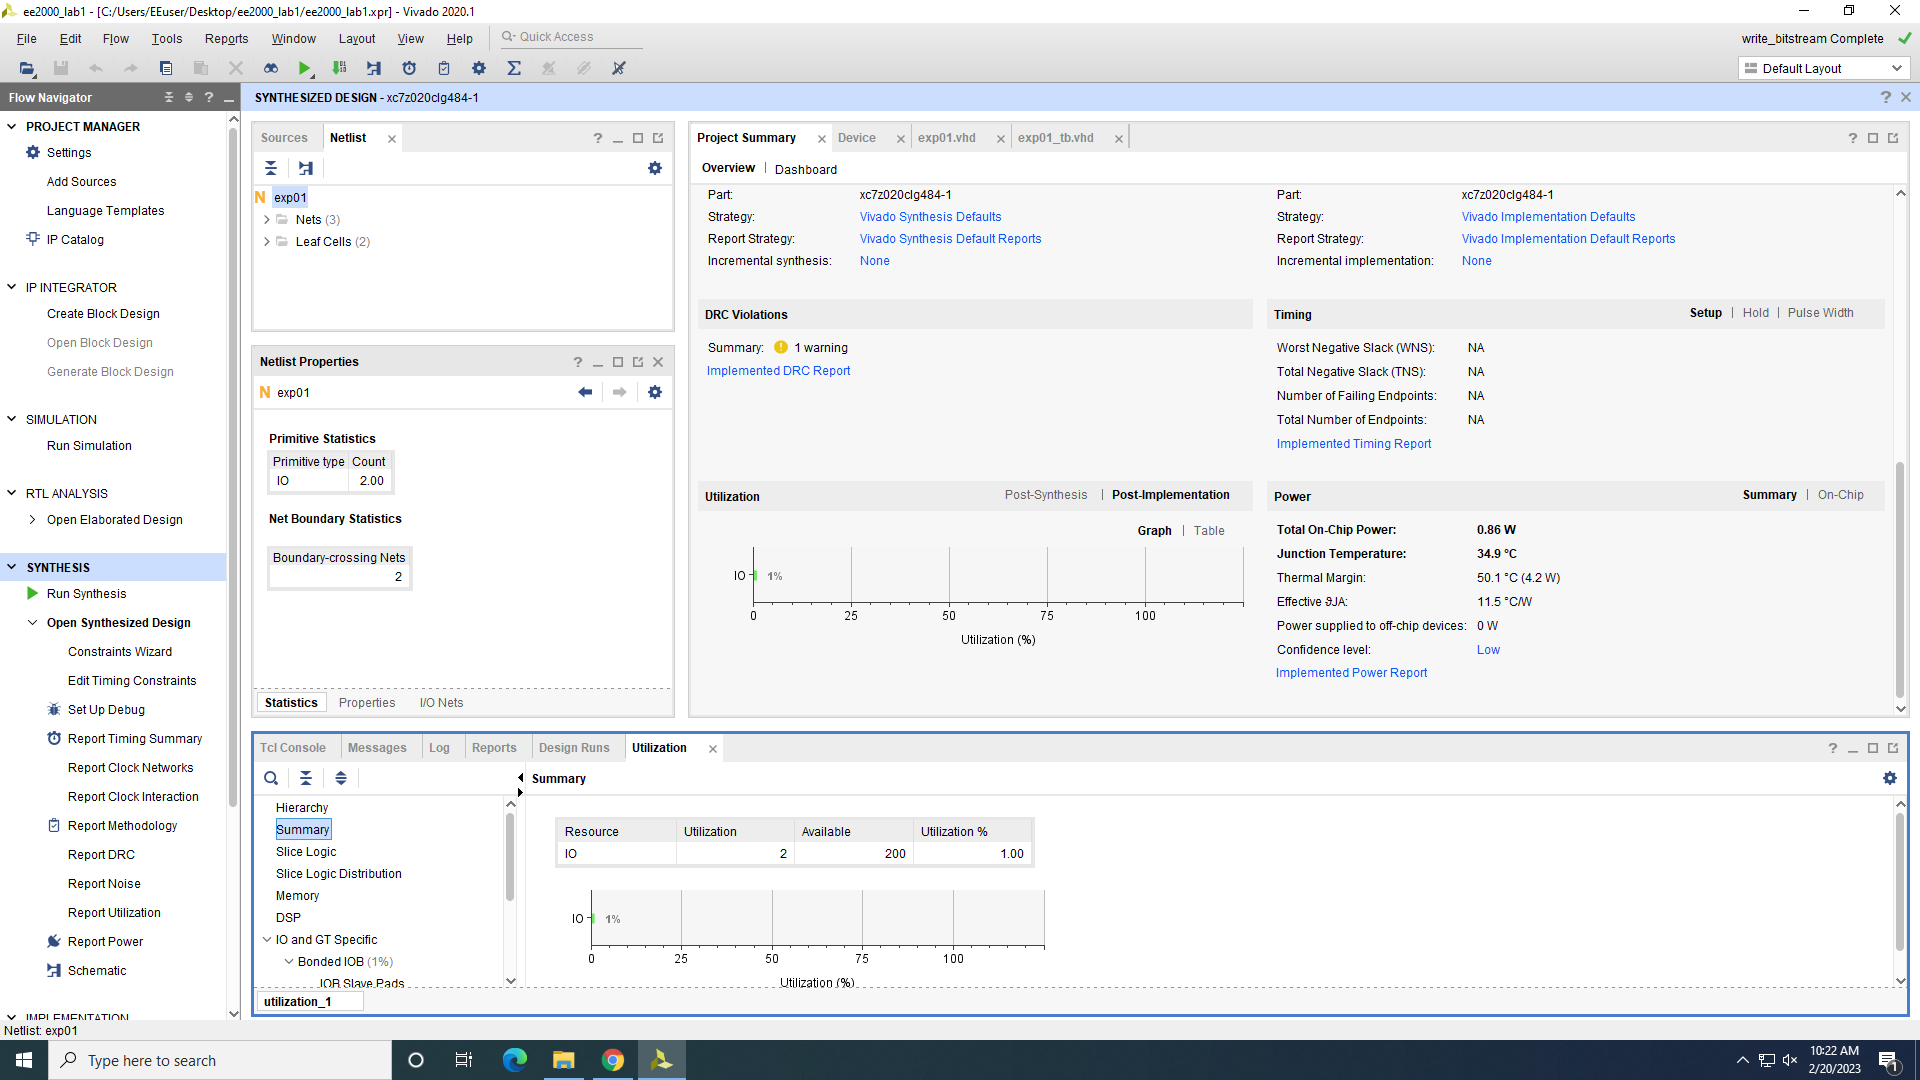 ee2000_lab1 - [C:/Users/EEuser/Desktop/ee2000_lab1/ee2000_lab1.xpr] - Vivado 2020.1
File Edit Flow Tools Reports Window Layout View Help Quick Access
write_bitstream Complete
Default Layout
Flow Navigator
SYNTHESIZED DESIGN - xc7z020clg484-1
PROJECT MANAGER
Settings
Add Sources
Language Templates
IP Catalog
IP INTEGRATOR
Create Block Design
Open Block Design
Generate Block Design
SIMULATION
Run Simulation
RTL ANALYSIS
Open Elaborated Design
SYNTHESIS
Run Synthesis
Open Synthesized Design
Constraints Wizard
Edit Timing Constraints
Set Up Debug
Report Timing Summary
Report Clock Networks
Report Clock Interaction
Report Methodology
Report DRC
Report Noise
Report Utilization
Report Power
Schematic
IMPLEMENTATION
Sources Netlist
N exp01
Nets (3)
Leaf Cells (2)
Netlist Properties
N exp01
Primitive Statistics
Primitive type Count
IO 2.00
Net Boundary Statistics
Boundary-crossing Nets
2
Statistics Properties I/O Nets
Project Summary Device exp01.vhd exp01_tb.vhd
Overview | Dashboard
Part: xc7z020clg484-1
Strategy: Vivado Synthesis Defaults
Report Strategy: Vivado Synthesis Default Reports
Incremental synthesis: None
Part: xc7z020clg484-1
Strategy: Vivado Implementation Defaults
Report Strategy: Vivado Implementation Default Reports
Incremental implementation: None
DRC Violations
Summary: 1 warning
Implemented DRC Report
Timing Setup | Hold | Pulse Width
Worst Negative Slack (WNS): NA
Total Negative Slack (TNS): NA
Number of Failing Endpoints: NA
Total Number of Endpoints: NA
Implemented Timing Report
Utilization Post-Synthesis | Post-Implementation
Graph | Table
IO 1%
0 25 50 75 100
Utilization (%)
Power Summary | On-Chip
Total On-Chip Power: 0.86 W
Junction Temperature: 34.9 °C
Thermal Margin: 50.1 °C (4.2 W)
Effective ϑJA: 11.5 °C/W
Power supplied to off-chip devices: 0 W
Confidence level: Low
Implemented Power Report
Tcl Console Messages Log Reports Design Runs Utilization
Summary
Hierarchy
Summary
Slice Logic
Slice Logic Distribution
Memory
DSP
IO and GT Specific
Bonded IOB (1%)
IOB Slave Pads
Resource Utilization Available Utilization %
IO 2 200 1.00
IO 1%
0 25 50 75 100
Utilization (%)
utilization_1
Netlist: exp01
Type here to search
10:22 AM
2/20/2023
1